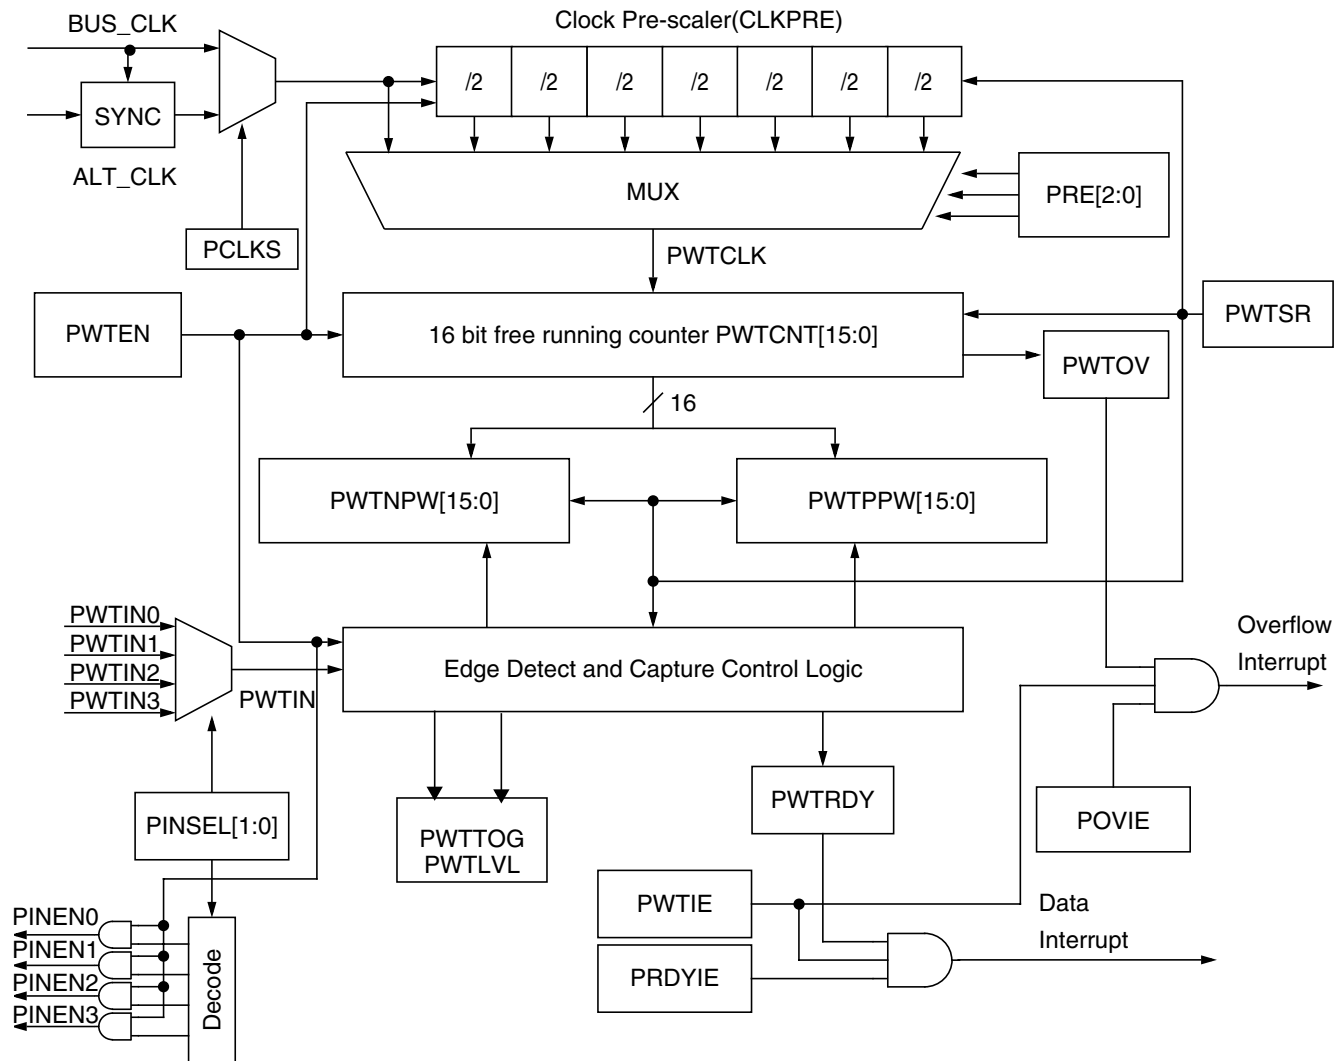 Clock Pre-scaler(CLKPRE)
BUS_CLK
/2 /2 /2 /2 /2 /2 /2
SYNC
ALT_CLK
MUX
PRE[2:0]
PCLKS
PWTCLK
PWTEN
16 bit free running counter PWTCNT[15:0]
PWTSR
PWTOV
16
PWTNPW[15:0]
PWTPPW[15:0]
PWTIN0
PWTIN1
PWTIN2
PWTIN3
PWTIN
Edge Detect and Capture Control Logic
Overflow
Interrupt
PINSEL[1:0]
PWTTOG
PWTLVL
PWTRDY
POVIE
PWTIE
Data
Interrupt
PRDYIE
PINEN0
PINEN1
PINEN2
PINEN3
Decode